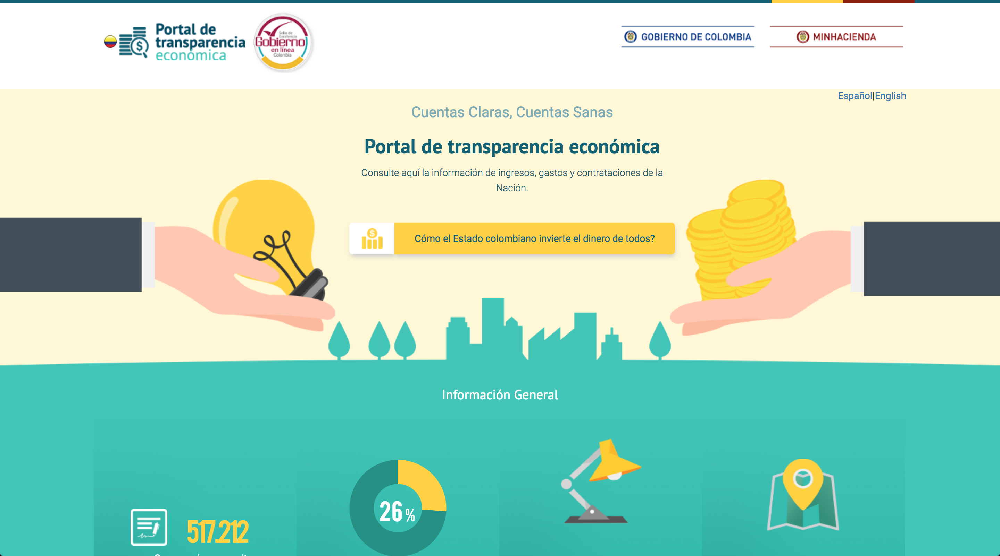 Portal de
transparencia
económica
Sello de
Excelencia
Gobierno
en línea
Colombia
GOBIERNO DE COLOMBIA
MINHACIENDA
Español|English
Cuentas Claras, Cuentas Sanas
Portal de transparencia económica
Consulte aquí la información de ingresos, gastos y contrataciones de la
Nación.
Cómo el Estado colombiano invierte el dinero de todos?
Información General
517.212
26 %